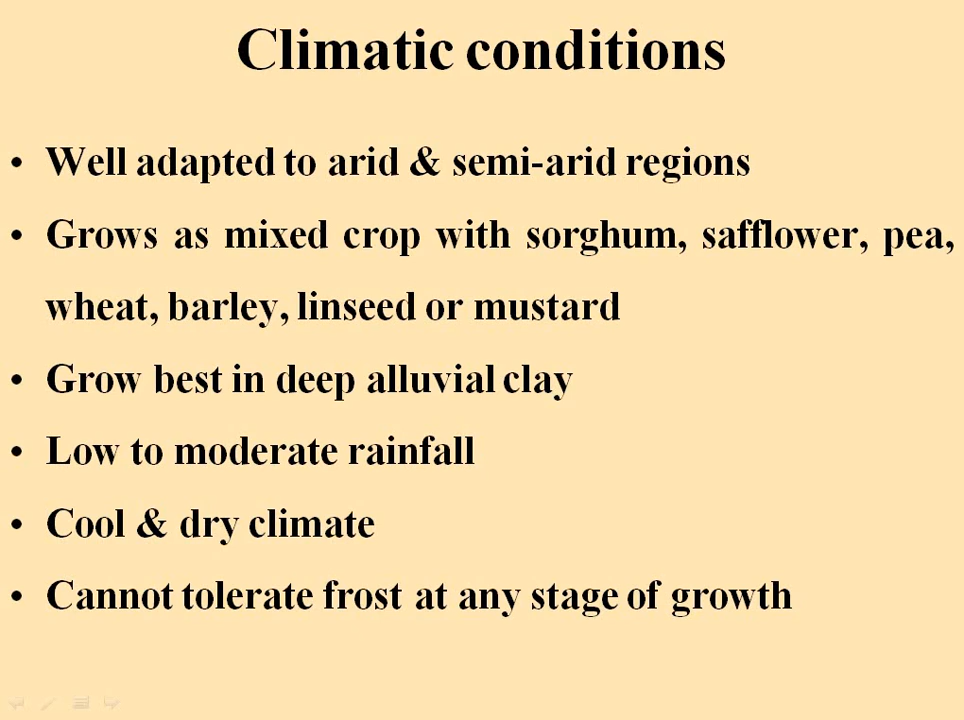 Climatic conditions
• Well adapted to arid & semi-arid regions
• Grows as mixed crop with sorghum, safflower, pea,
wheat, barley, linseed or mustard
• Grow best in deep alluvial clay
• Low to moderate rainfall
• Cool & dry climate
• Cannot tolerate frost at any stage of growth